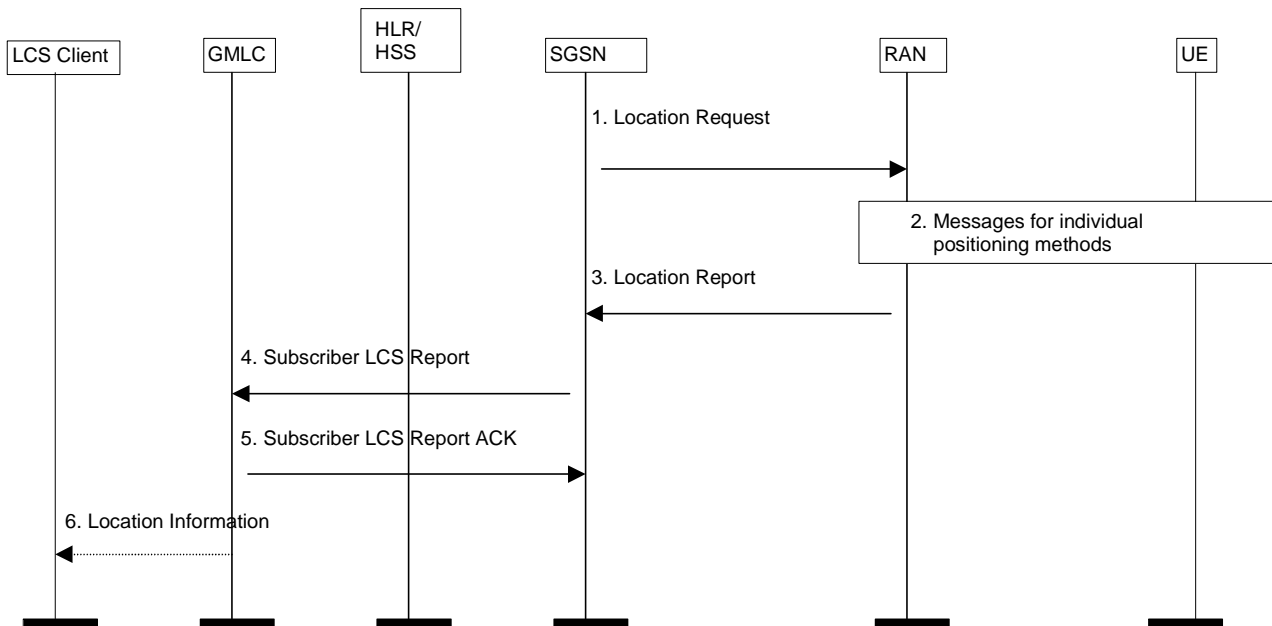 LCS Client
GMLC
HLR/
HSS
SGSN
RAN
UE
1. Location Request
2. Messages for individual
positioning methods
3. Location Report
4. Subscriber LCS Report
5. Subscriber LCS Report ACK
6. Location Information